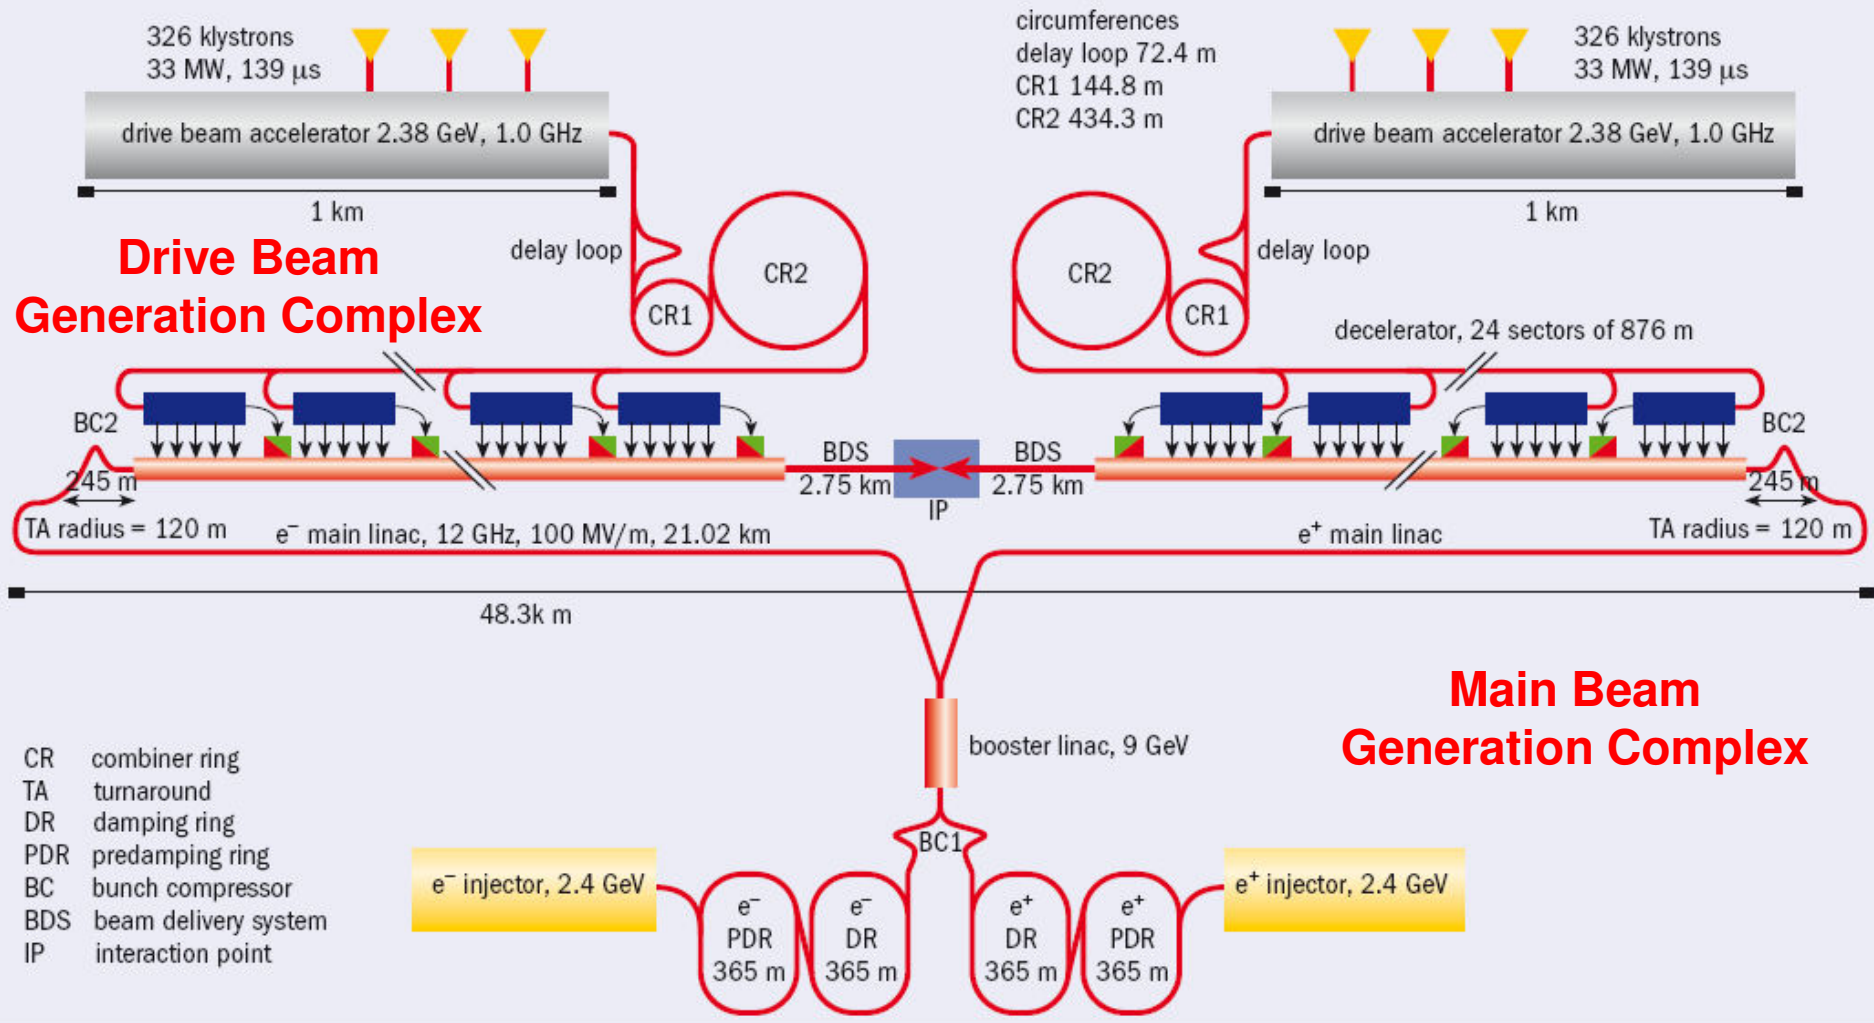 326 klystrons
33 MW, 139 μs
circumferences
delay loop 72.4 m
CR1 144.8 m
CR2 434.3 m
326 klystrons
33 MW, 139 μs
drive beam accelerator 2.38 GeV, 1.0 GHz
drive beam accelerator 2.38 GeV, 1.0 GHz
1 km
1 km
Drive Beam
Generation Complex
delay loop
CR2
CR1
CR2
CR1
delay loop
decelerator, 24 sectors of 876 m
BC2
245 m
TA radius = 120 m
BDS
2.75 km
IP
BDS
2.75 km
BC2
245 m
TA radius = 120 m
e⁻ main linac, 12 GHz, 100 MV/m, 21.02 km
e⁺ main linac
48.3k m
Main Beam
Generation Complex
booster linac, 9 GeV
CR combiner ring
TA turnaround
DR damping ring
PDR predamping ring
BC bunch compressor
BDS beam delivery system
IP interaction point
BC1
e⁻ injector, 2.4 GeV
e⁻
PDR
365 m
e⁻
DR
365 m
e⁺
DR
365 m
e⁺
PDR
365 m
e⁺ injector, 2.4 GeV